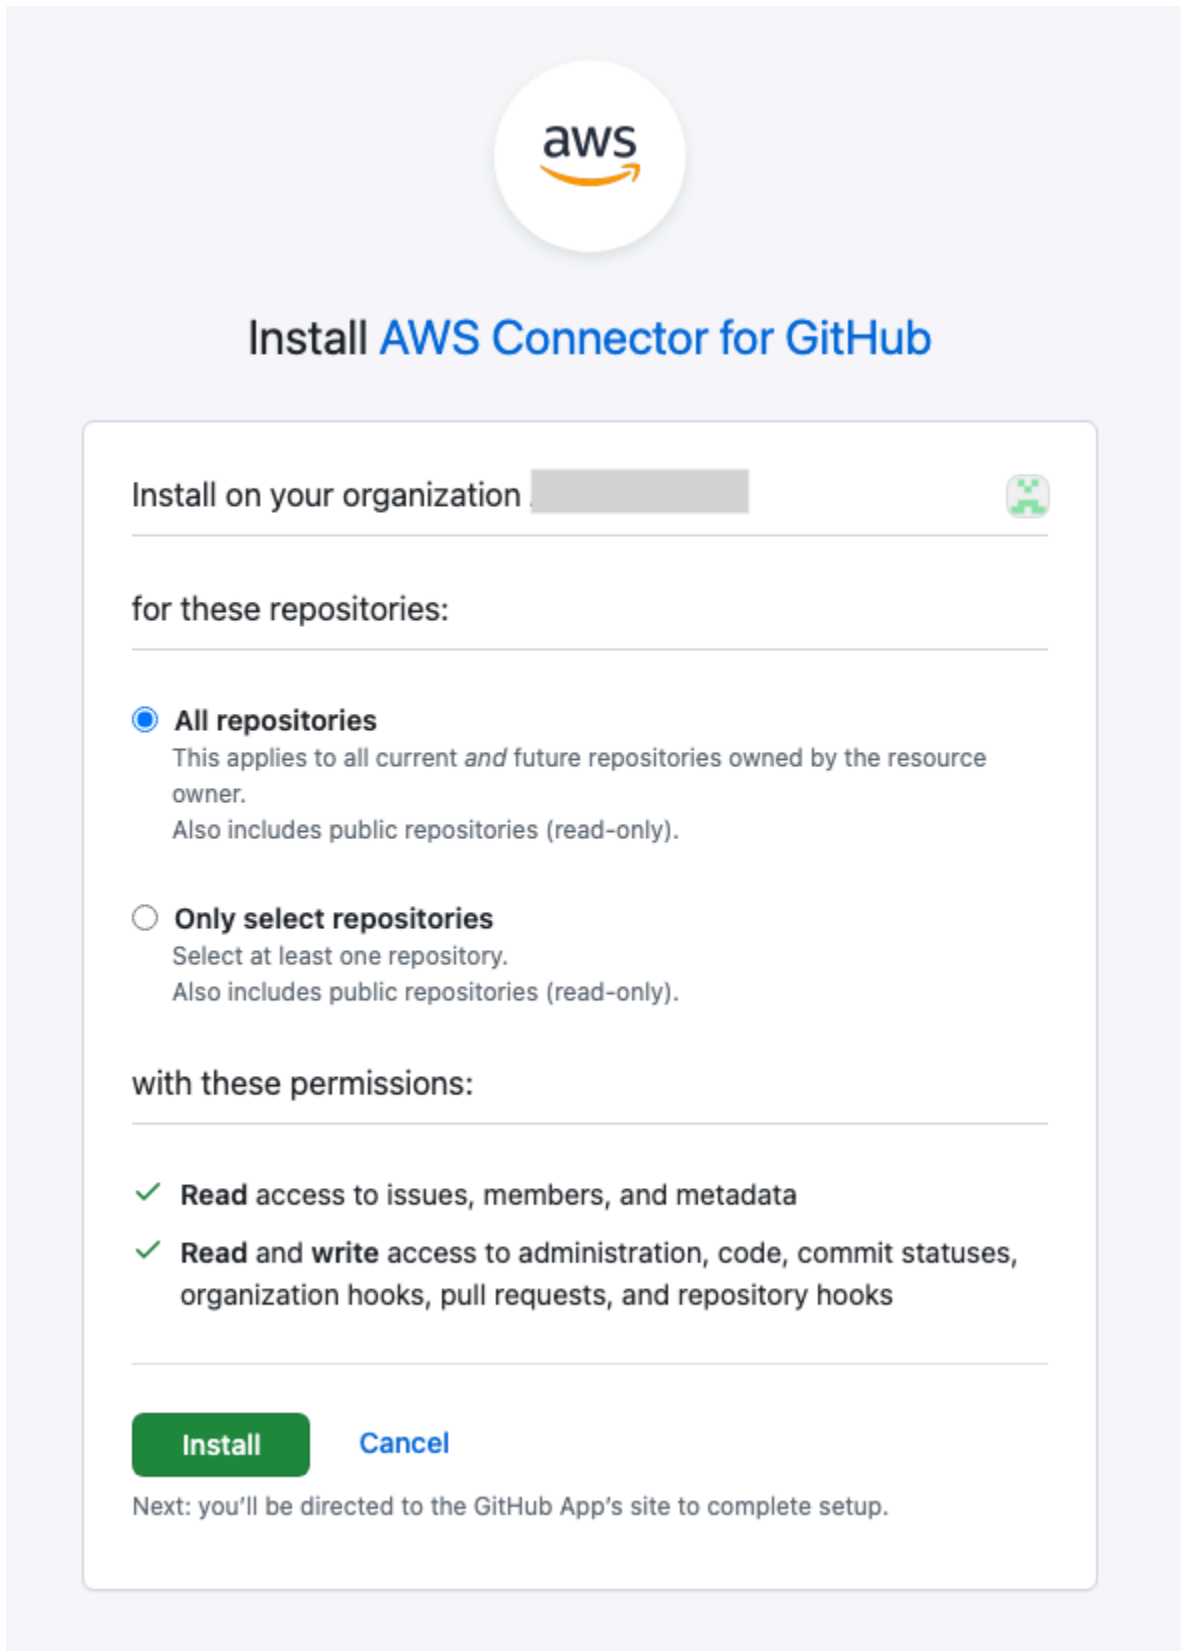 aws
Install AWS Connector for GitHub
Install on your organization
for these repositories:
All repositories
This applies to all current and future repositories owned by the resource
owner.
Also includes public repositories (read-only).
Only select repositories
Select at least one repository.
Also includes public repositories (read-only).
with these permissions:
Read access to issues, members, and metadata
Read and write access to administration, code, commit statuses,
organization hooks, pull requests, and repository hooks
Install Cancel
Next: you'll be directed to the GitHub App's site to complete setup.